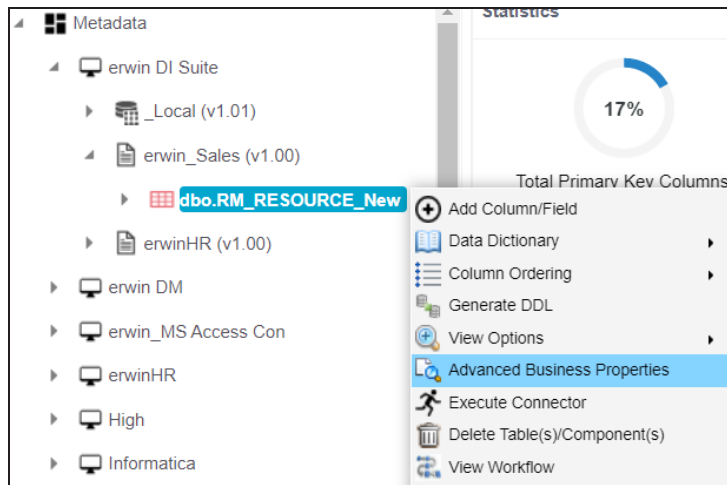 Metadata
Statistics
erwin DI Suite
_Local (v1.01)
17%
erwin_Sales (v1.00)
Total Primary Key Columns
dbo.RM_RESOURCE_New
Add Column/Field
erwinHR (v1.00)
Data Dictionary
Column Ordering
erwin DM
Generate DDL
erwin_MS Access Con
View Options
erwinHR
Advanced Business Properties
Execute Connector
High
Delete Table(s)/Component(s)
Informatica
View Workflow